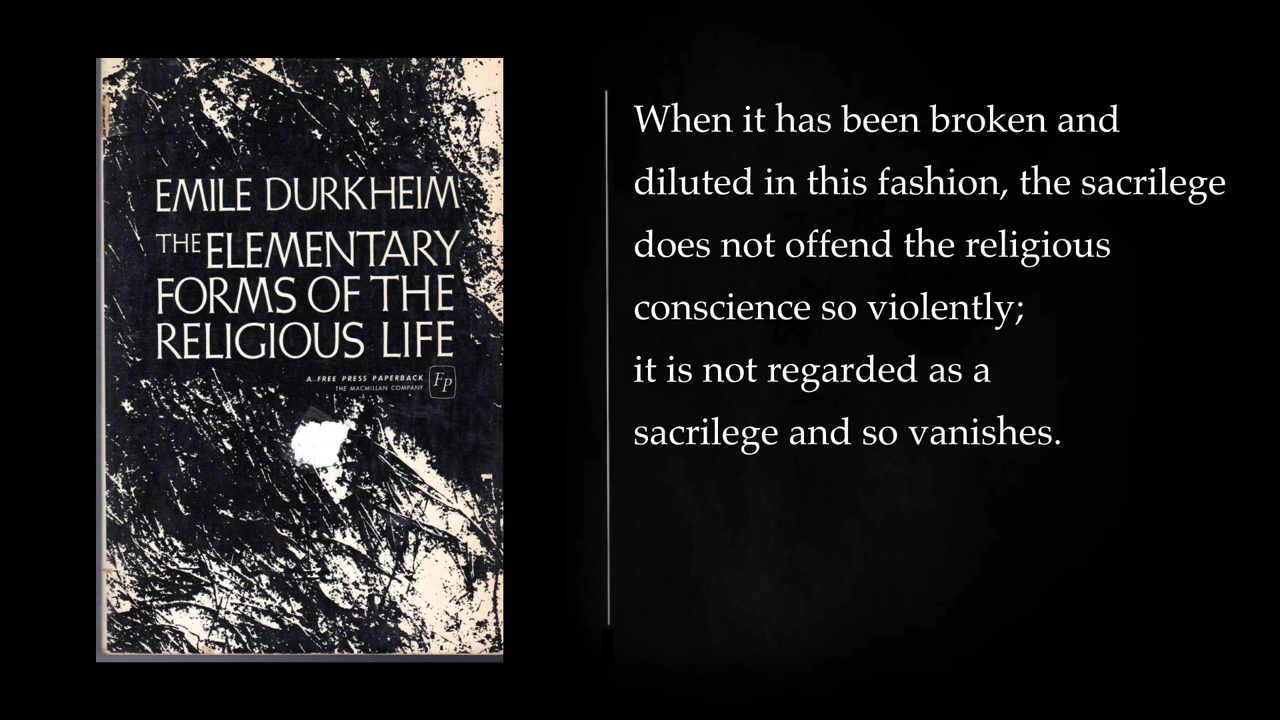 EMILE DURKHEIM
THE ELEMENTARY
FORMS OF THE
RELIGIOUS LIFE
A FREE PRESS PAPERBACK
THE MACMILLAN COMPANY
FP
When it has been broken and
diluted in this fashion, the sacrilege
does not offend the religious
conscience so violently;
it is not regarded as a
sacrilege and so vanishes.